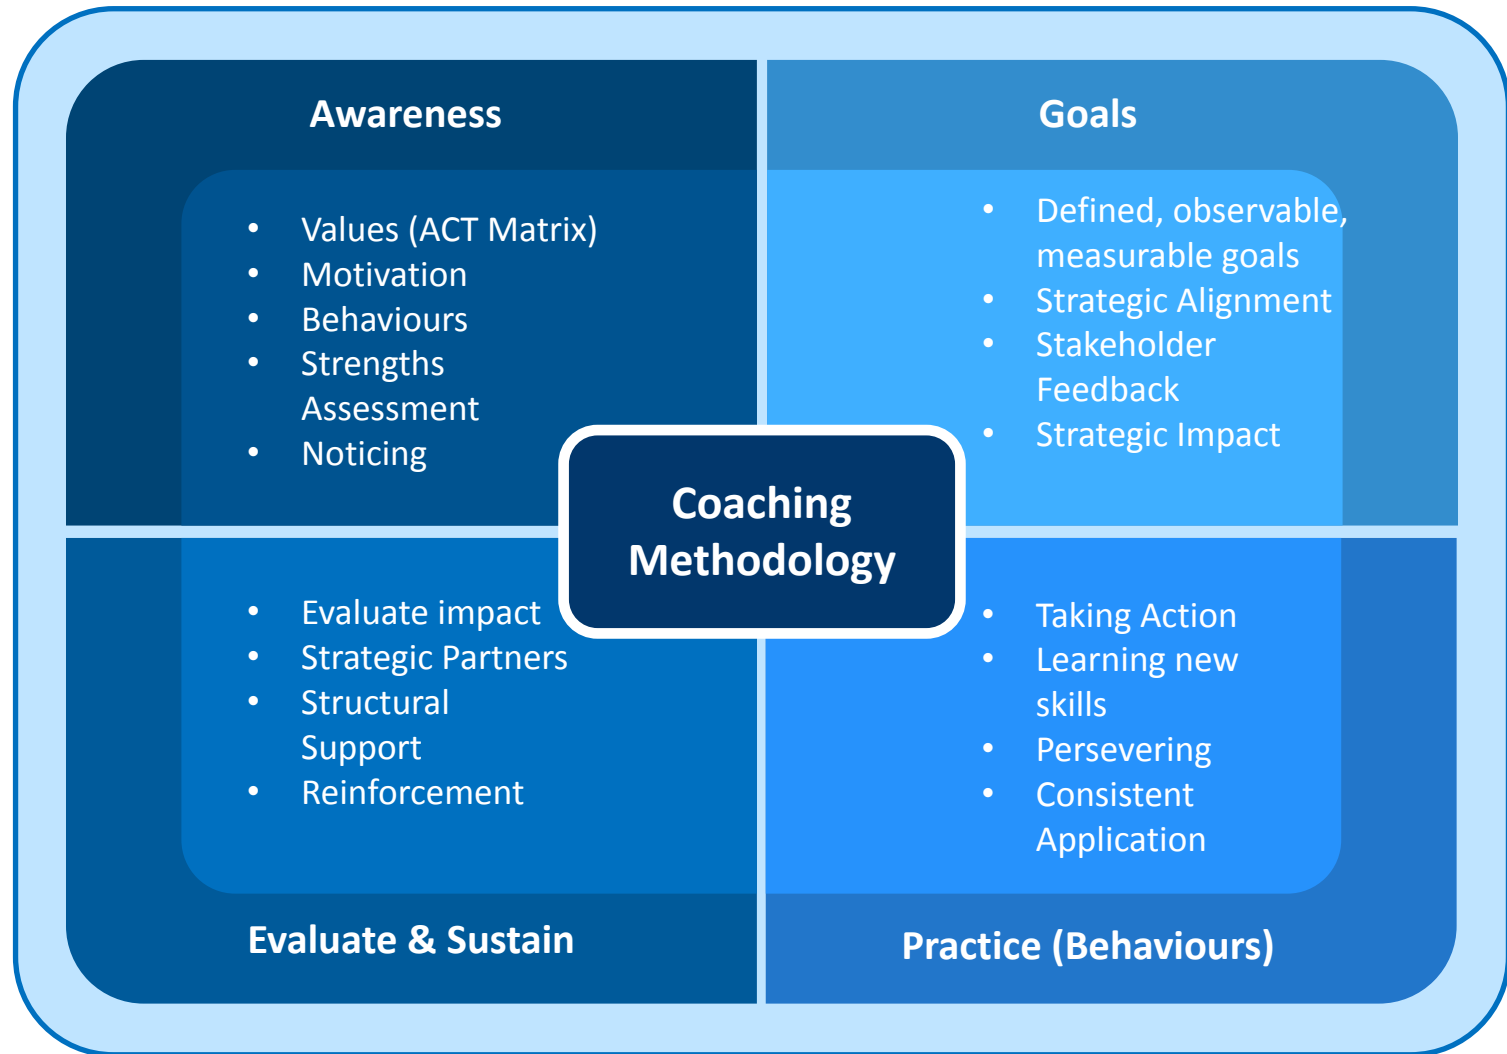 Awareness
• Values (ACT Matrix)
• Motivation
• Behaviours
• Strengths
Assessment
• Noticing
Goals
• Defined, observable,
measurable goals
• Strategic Alignment
• Stakeholder
Feedback
• Strategic Impact
Coaching
Methodology
• Evaluate impact
• Strategic Partners
• Structural
Support
• Reinforcement
Evaluate & Sustain
• Taking Action
• Learning new
skills
• Persevering
• Consistent
Application
Practice (Behaviours)